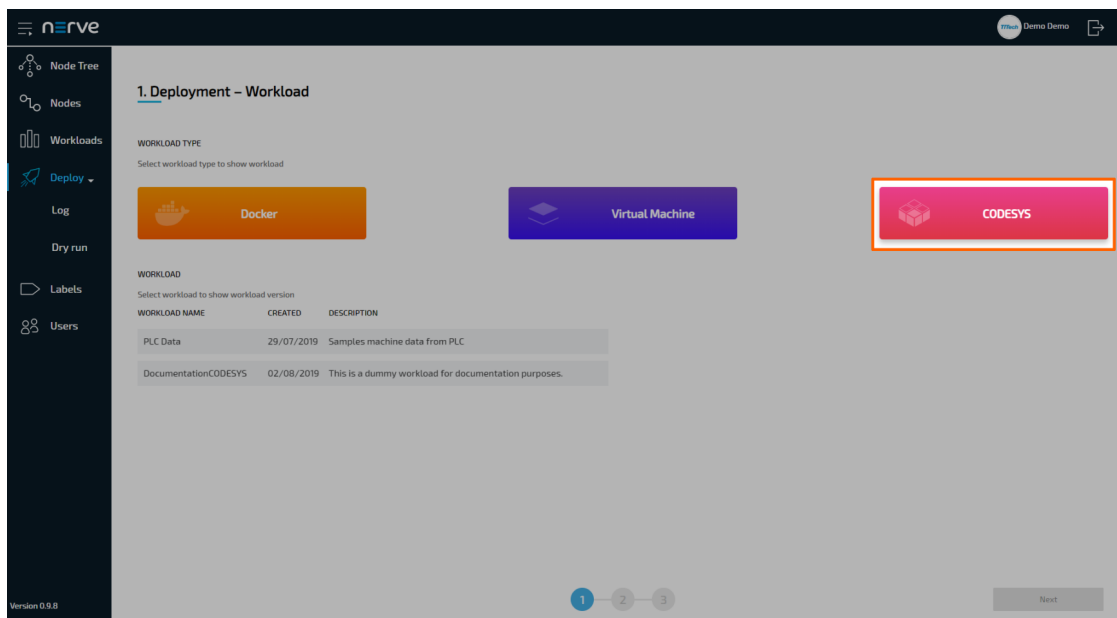 nerve
TTTech Demo Demo
Node Tree
Nodes
Workloads
Deploy
Log
Dry run
Labels
Users
Version 0.9.8
1. Deployment – Workload
WORKLOAD TYPE
Select workload type to show workload
Docker
Virtual Machine
CODESYS
WORKLOAD
Select workload to show workload version
WORKLOAD NAME CREATED DESCRIPTION
PLC Data 29/07/2019 Samples machine data from PLC
DocumentationCODESYS 02/08/2019 This is a dummy workload for documentation purposes.
1 2 3
Next